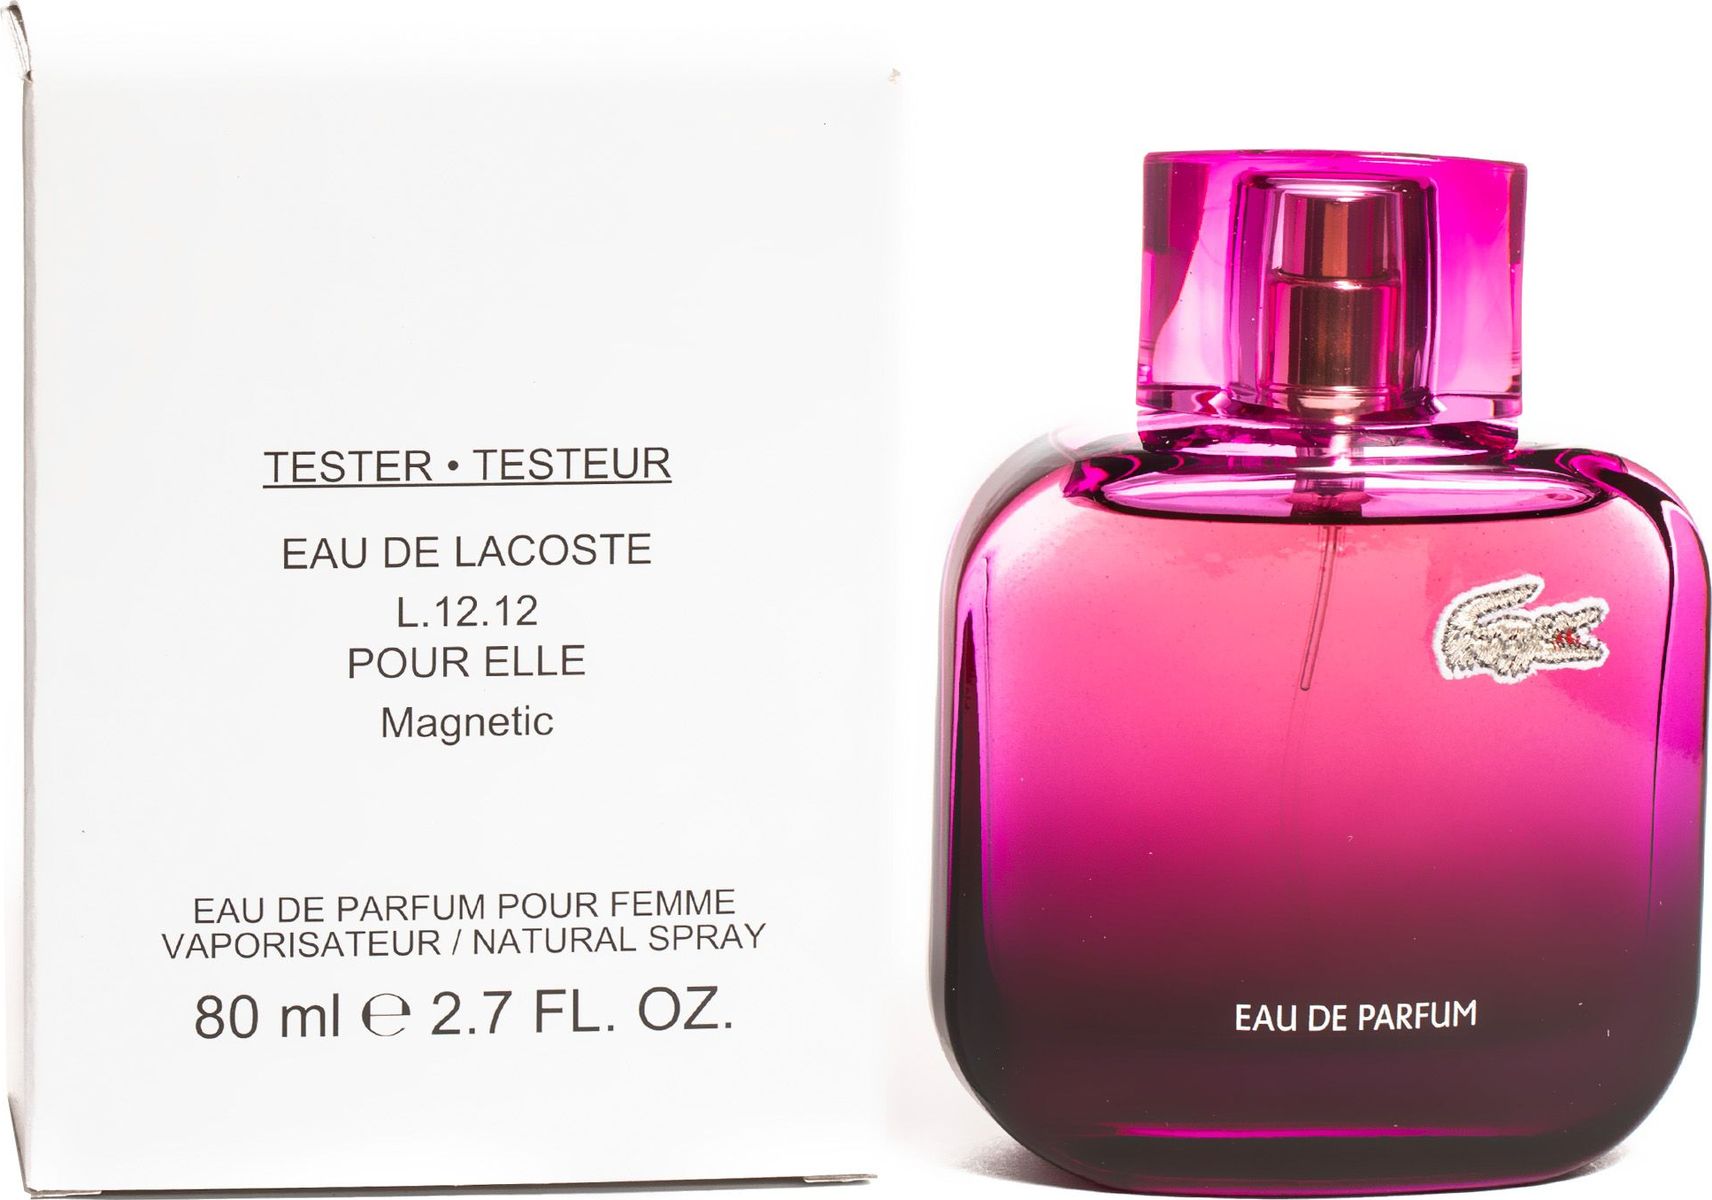 TESTER • TESTEUR
EAU DE LACOSTE
L.12.12
POUR ELLE
Magnetic
EAU DE PARFUM POUR FEMME
VAPORISATEUR / NATURAL SPRAY
80 ml ℮ 2.7 FL. OZ.
EAU DE PARFUM